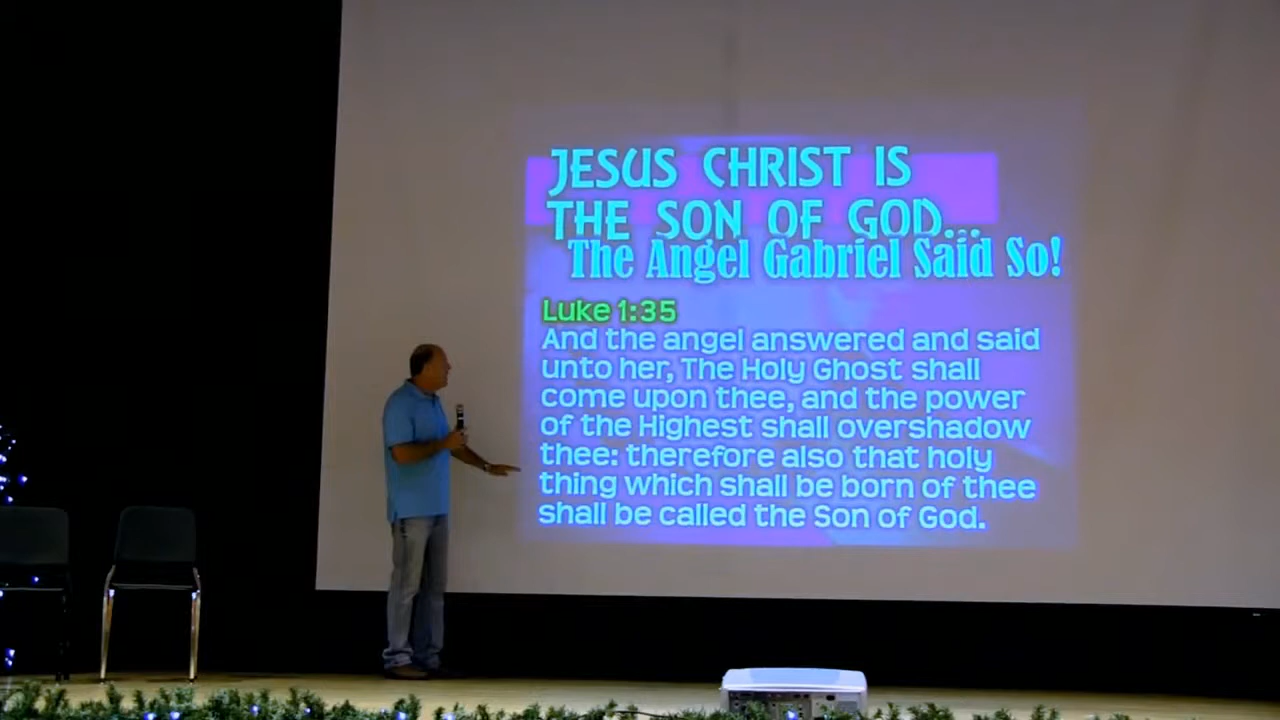 JESUS CHRIST IS
THE SON OF GOD...
The Angel Gabriel Said So!
Luke 1:35
And the angel answered and said
unto her, The Holy Ghost shall
come upon thee, and the power
of the Highest shall overshadow
thee: therefore also that holy
thing which shall be born of thee
shall be called the Son of God.